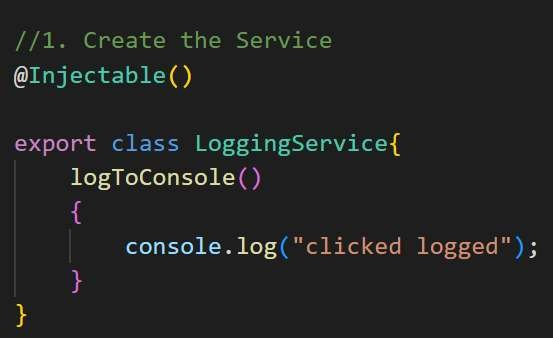 //1. Create the Service
@Injectable()
export class LoggingService{
logToConsole()
{
console.log("clicked logged");
}
}